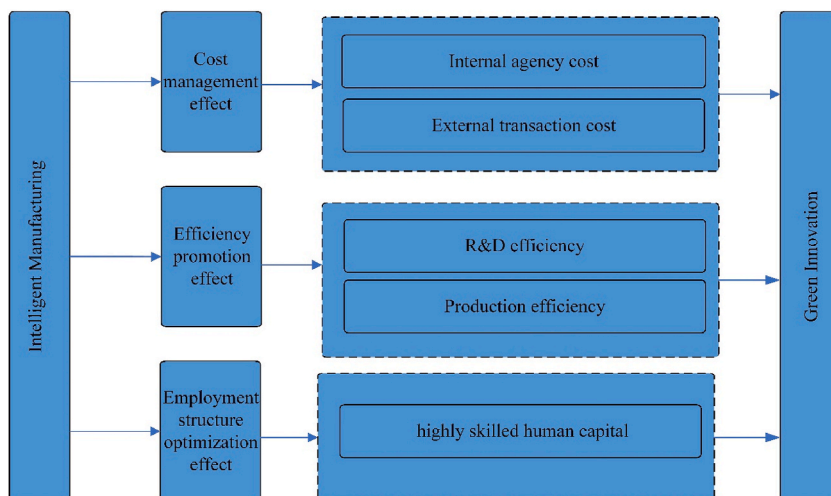 Intelligent Manufacturing
Cost
management
effect
Internal agency cost
External transaction cost
Efficiency
promotion
effect
R&D efficiency
Production efficiency
Employment
structure
optimization
effect
highly skilled human capital
Green Innovation